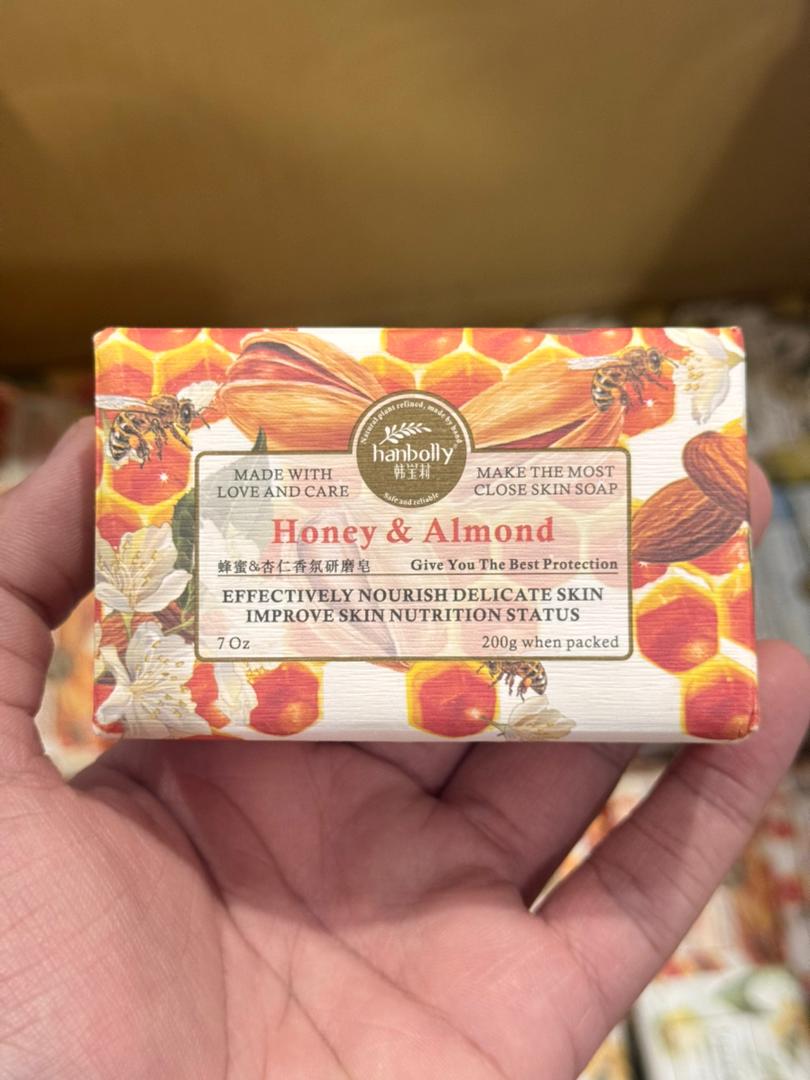 Natural plant refined, made by hand
hanbolly®
韩宝莉
Safe and reliable
MADE WITH
LOVE AND CARE
MAKE THE MOST
CLOSE SKIN SOAP
Honey & Almond
蜂蜜&杏仁香氛研磨皂
Give You The Best Protection
EFFECTIVELY NOURISH DELICATE SKIN
IMPROVE SKIN NUTRITION STATUS
7 Oz
200g when packed